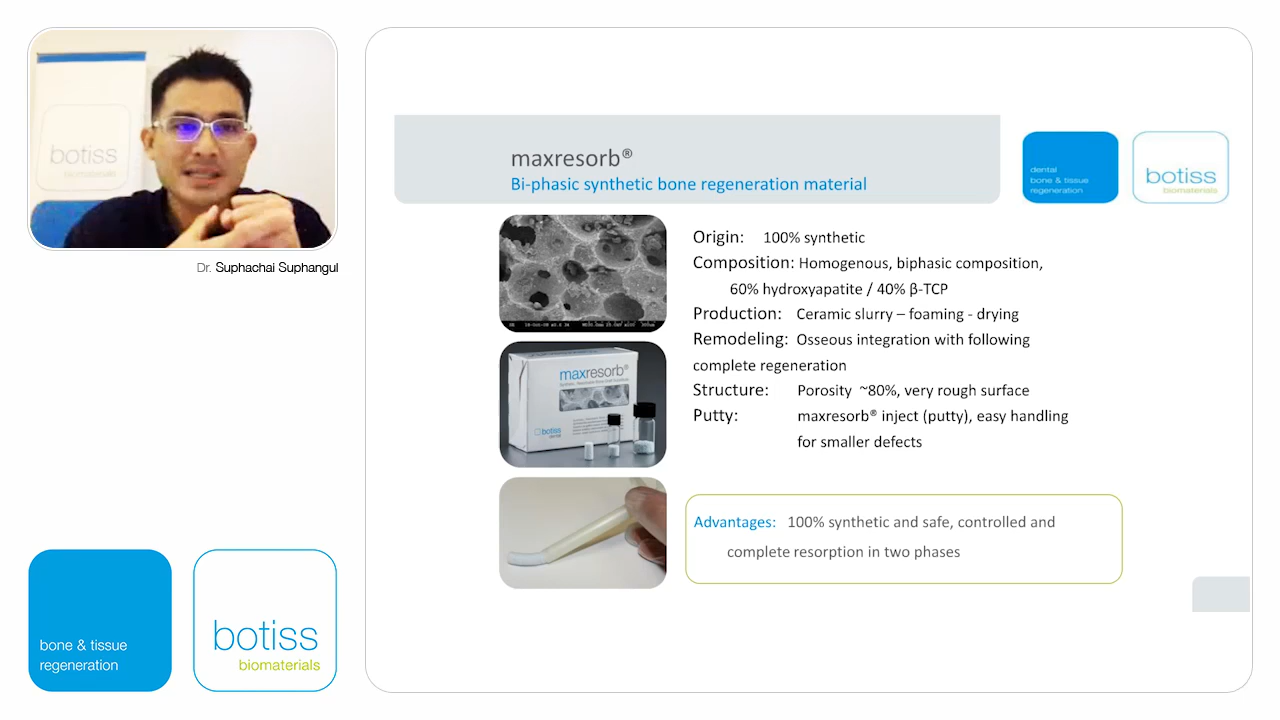 botiss
biomaterials
Dr. Suphachai Suphangul
bone & tissue
regeneration
botiss
biomaterials
maxresorb®
Bi-phasic synthetic bone regeneration material
dental
bone & tissue
regeneration
botiss
biomaterials
Origin: 100% synthetic
Composition: Homogenous, biphasic composition,
60% hydroxyapatite / 40% β-TCP
Production: Ceramic slurry – foaming - drying
Remodeling: Osseous integration with following
complete regeneration
Structure: Porosity ~80%, very rough surface
Putty: maxresorb® inject (putty), easy handling
for smaller defects
maxresorb®
botiss
dental
Advantages: 100% synthetic and safe, controlled and
complete resorption in two phases